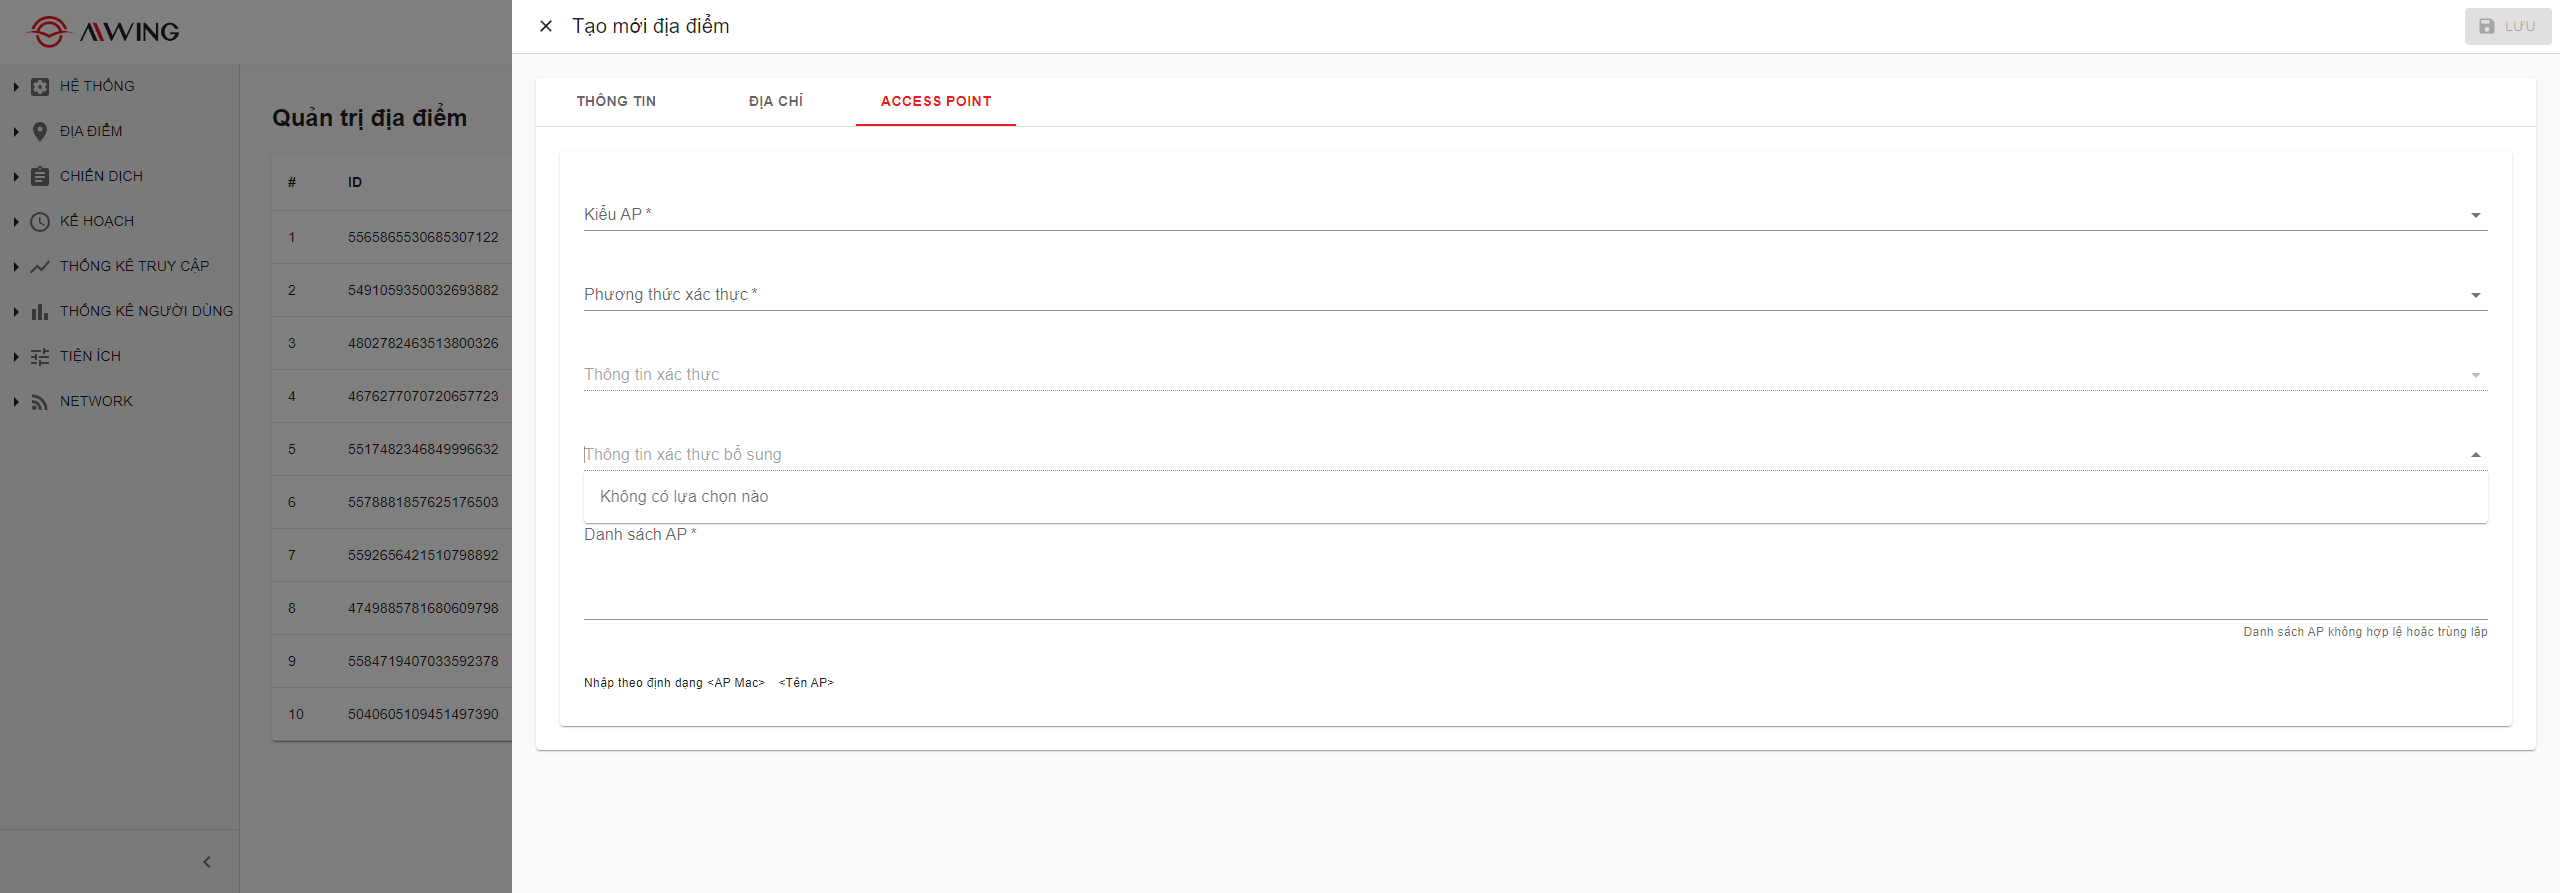 AWING
HỆ THỐNG
ĐỊA ĐIỂM
CHIẾN DỊCH
KẾ HOẠCH
THỐNG KÊ TRUY CẬP
THỐNG KÊ NGƯỜI DÙNG
TIỆN ÍCH
NETWORK
Quản trị địa điểm
# ID
1 5565865530685307122
2 5491059350032693882
3 4802782463513800326
4 4676277070720657723
5 5517482346849996632
6 5578881857625176503
7 5592656421510798892
8 4749885781680609798
9 5584719407033592378
10 5040605109451497390
Tạo mới địa điểm
LƯU
THÔNG TIN ĐỊA CHỈ ACCESS POINT
Kiểu AP *
Phương thức xác thực *
Thông tin xác thực
Thông tin xác thực bổ sung
Không có lựa chọn nào
Danh sách AP *
Danh sách AP không hợp lệ hoặc trùng lặp
Nhập theo định dạng <AP Mac> <Tên AP>